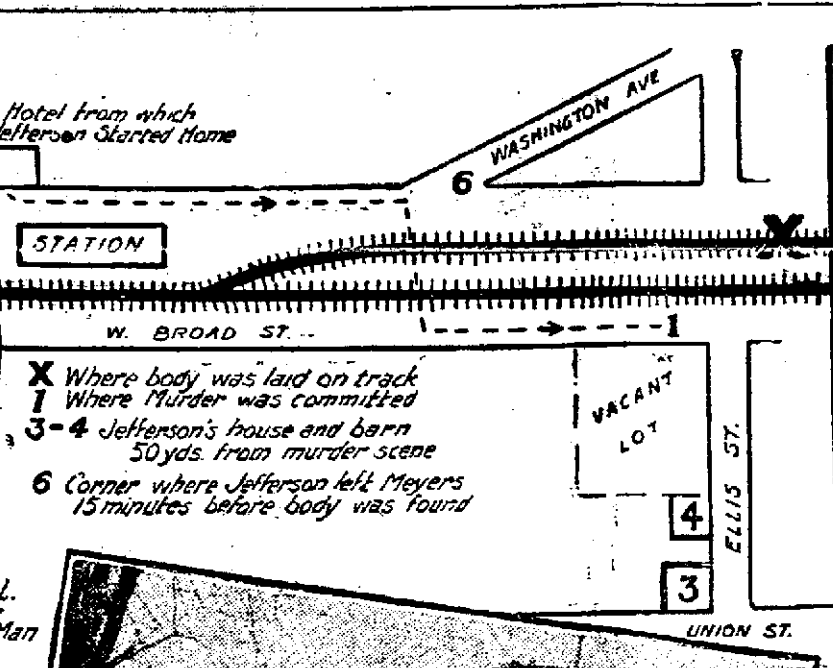 Hotel from which
Jefferson Started Home
WASHINGTON AVE
6
STATION
X
W. BROAD ST.
1
X Where body was laid on track
1 Where Murder was committed
3-4 Jefferson's house and barn
50 yds. from murder scene
6 Corner where Jefferson left Meyers
15 minutes before body was found
VACANT
LOT
ELLIS ST.
4
3
Man
UNION ST.